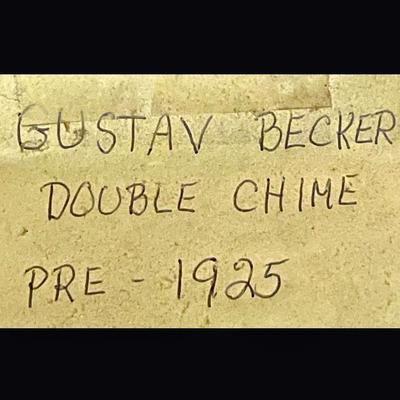 GUSTAV BECKER
DOUBLE CHIME
PRE - 1925